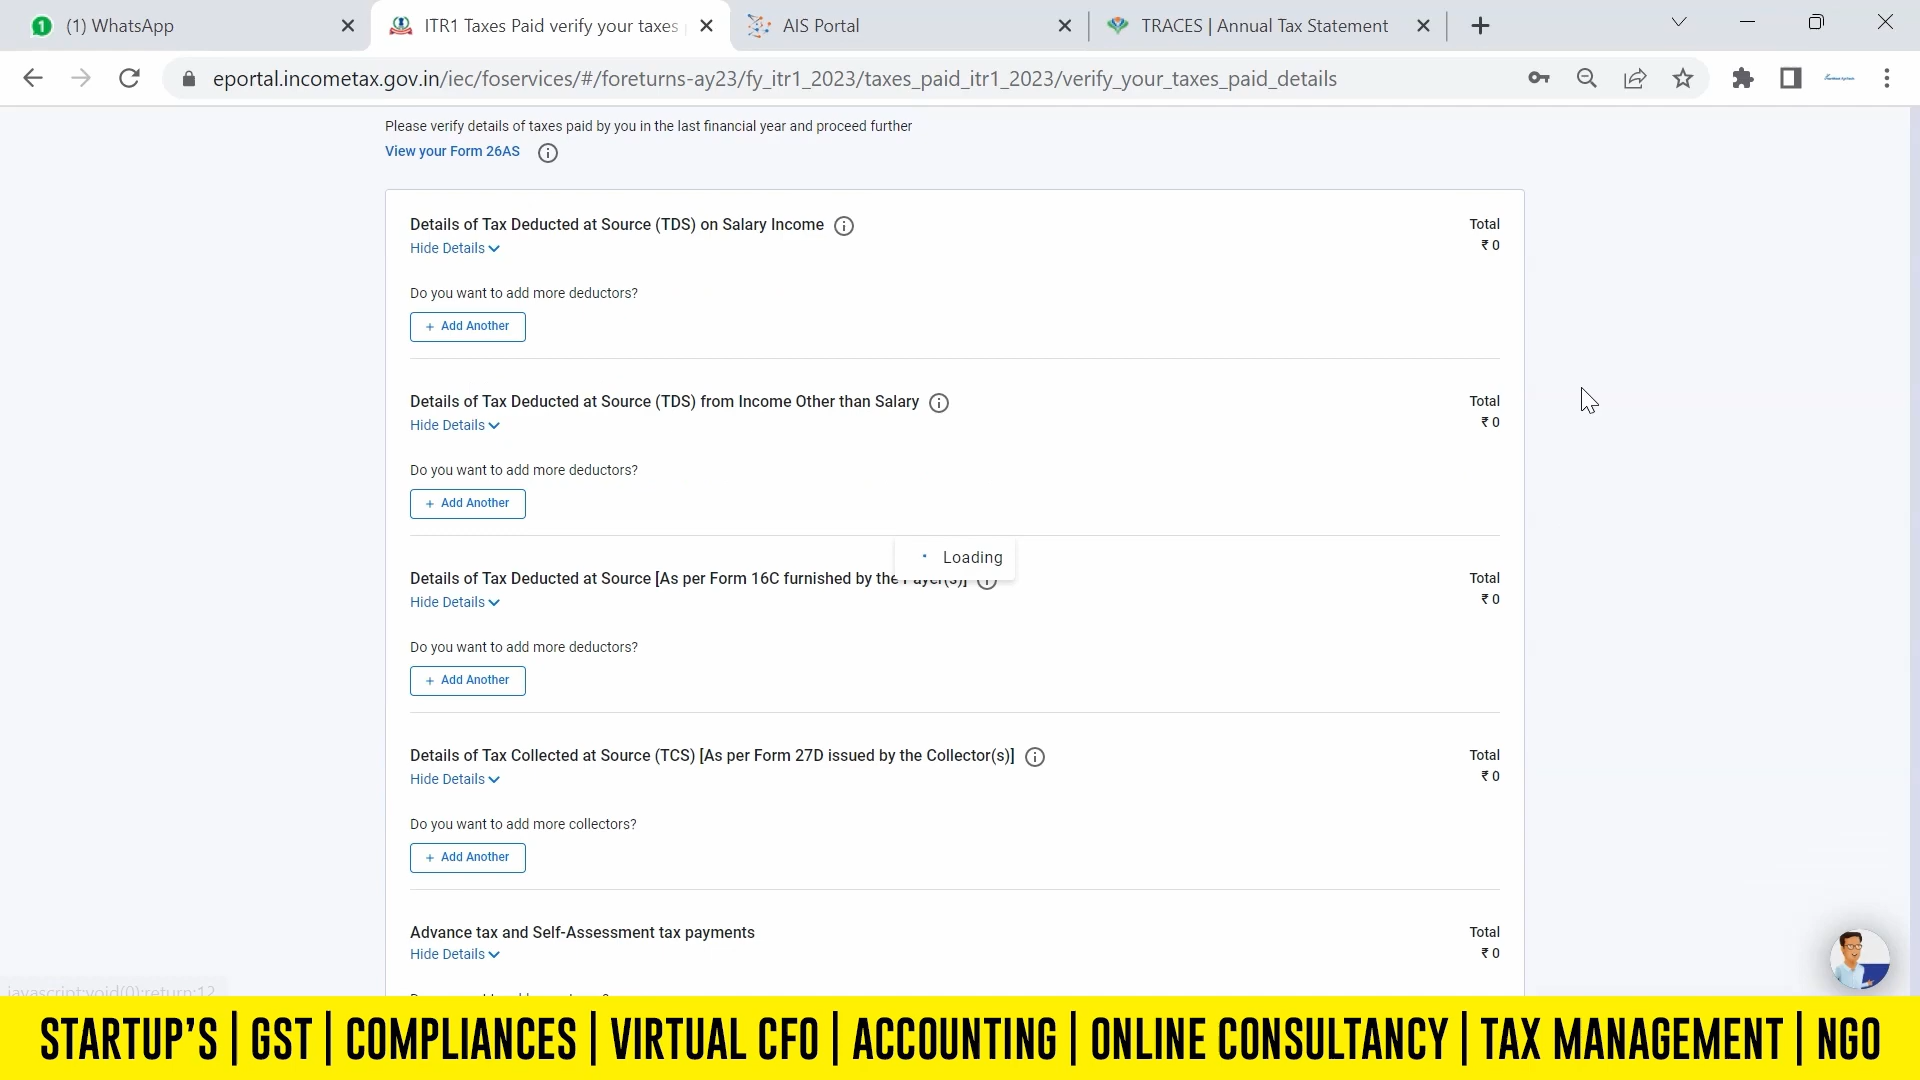 1 (1) WhatsApp
ITR1 Taxes Paid verify your taxes
AIS Portal
TRACES | Annual Tax Statement
eportal.incometax.gov.in/iec/foservices/#/foreturns-ay23/fy_itr1_2023/taxes_paid_itr1_2023/verify_your_taxes_paid_details
Please verify details of taxes paid by you in the last financial year and proceed further
View your Form 26AS
Details of Tax Deducted at Source (TDS) on Salary Income
Total
Hide Details
₹ 0
Do you want to add more deductors?
+ Add Another
Details of Tax Deducted at Source (TDS) from Income Other than Salary
Total
Hide Details
₹ 0
Do you want to add more deductors?
+ Add Another
Loading
Details of Tax Deducted at Source [As per Form 16C furnished by the Payer(s)]
Total
Hide Details
₹ 0
Do you want to add more deductors?
+ Add Another
Details of Tax Collected at Source (TCS) [As per Form 27D issued by the Collector(s)]
Total
Hide Details
₹ 0
Do you want to add more collectors?
+ Add Another
Advance tax and Self-Assessment tax payments
Total
Hide Details
₹ 0
javascript:void(0);return;12
STARTUP'S | GST | COMPLIANCES | VIRTUAL CFO | ACCOUNTING | ONLINE CONSULTANCY | TAX MANAGEMENT | NGO